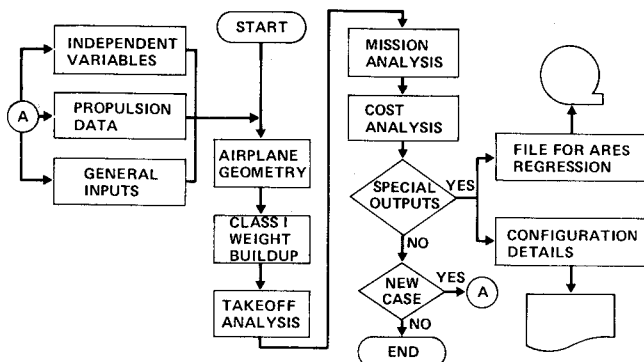 START
INDEPENDENT
VARIABLES
A
PROPULSION
DATA
GENERAL
INPUTS
AIRPLANE
GEOMETRY
CLASS I
WEIGHT
BUILDUP
TAKEOFF
ANALYSIS
MISSION
ANALYSIS
COST
ANALYSIS
SPECIAL
OUTPUTS
YES
NO
FILE FOR ARES
REGRESSION
CONFIGURATION
DETAILS
NEW
CASE
YES
A
NO
END